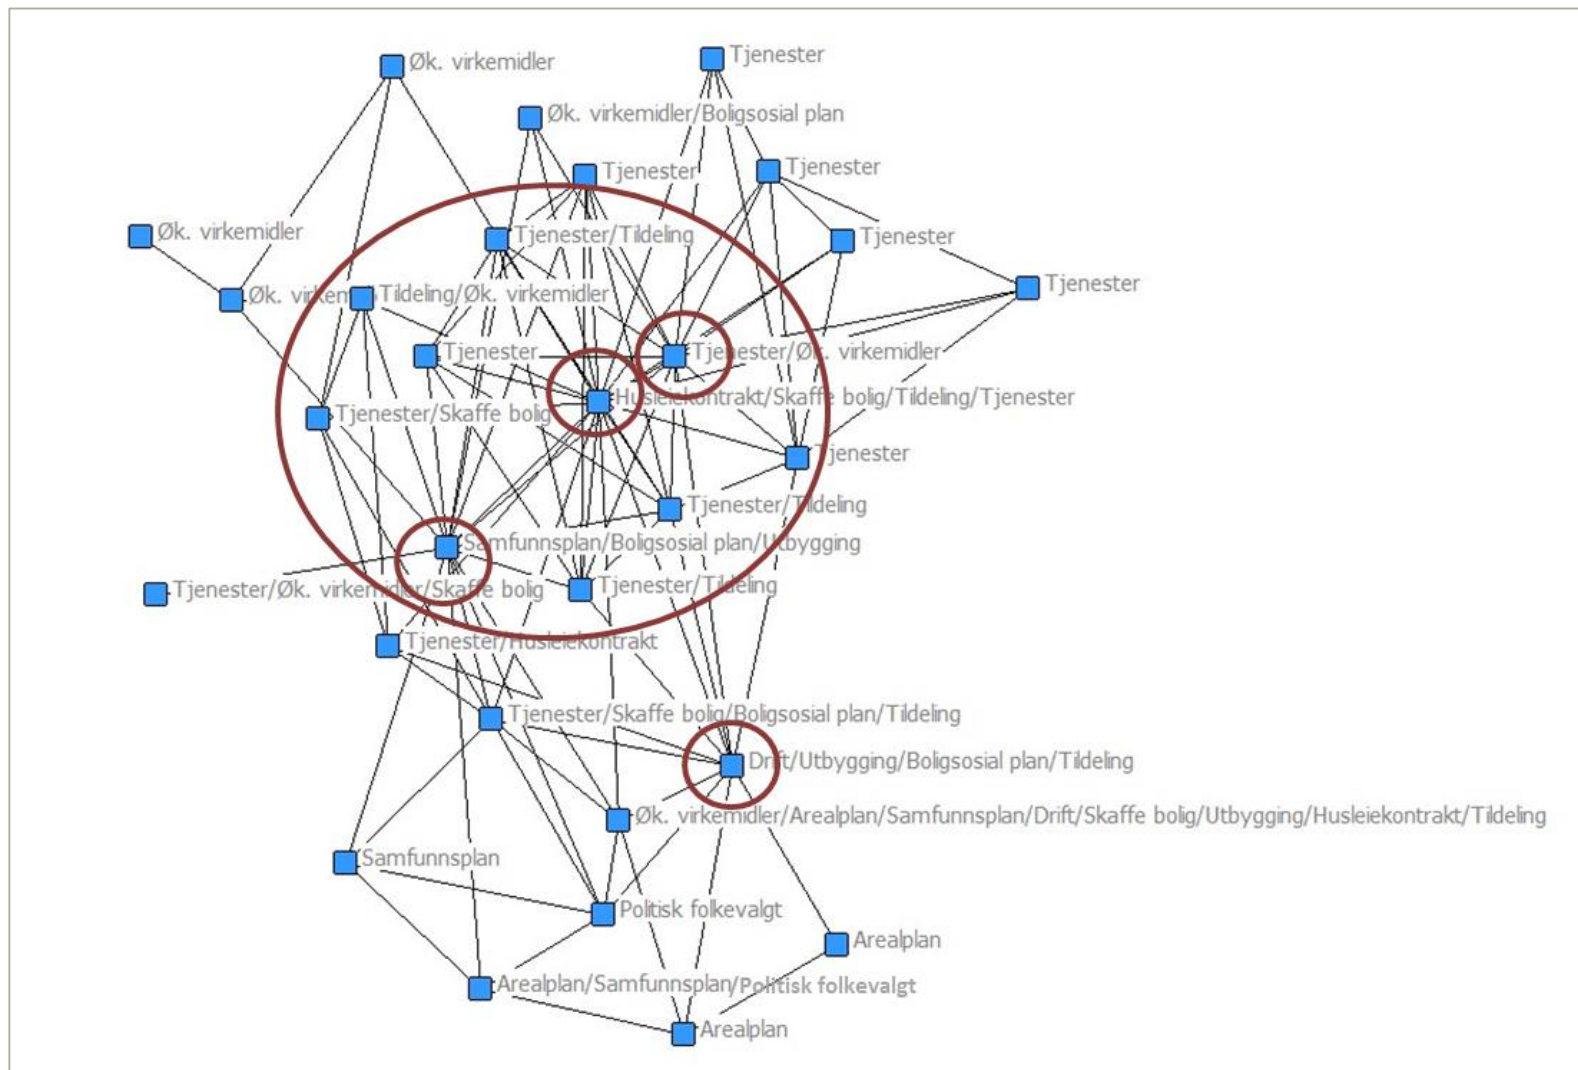 Øk. virkemidler
Tjenester
Øk. virkemidler/Boligsosial plan
Tjenester
Tjenester
Tjenester/Tildeling
Tjenester
Øk. virkemidler
Tjenester
Øk. virkem
Tildeling/Øk. virkemidler
Tjenester
Tjenester/Øk. virkemidler
Husleiekontrakt/Skaffe bolig/Tildeling/Tjenester
Tjenester/Skaffe bolig
Tjenester
Tjenester/Tildeling
Samfunnsplan/Boligsosial plan/Utbygging
Tjenester/Tildeling
Tjenester/Øk. virkemidler/Skaffe bolig
Tjenester/Husleiekontrakt
Tjenester/Skaffe bolig/Boligsosial plan/Tildeling
Drift/Utbygging/Boligsosial plan/Tildeling
Øk. virkemidler/Arealplan/Samfunnsplan/Drift/Skaffe bolig/Utbygging/Husleiekontrakt/Tildeling
Samfunnsplan
Politisk folkevalgt
Arealplan
Arealplan/Samfunnsplan/Politisk folkevalgt
Arealplan